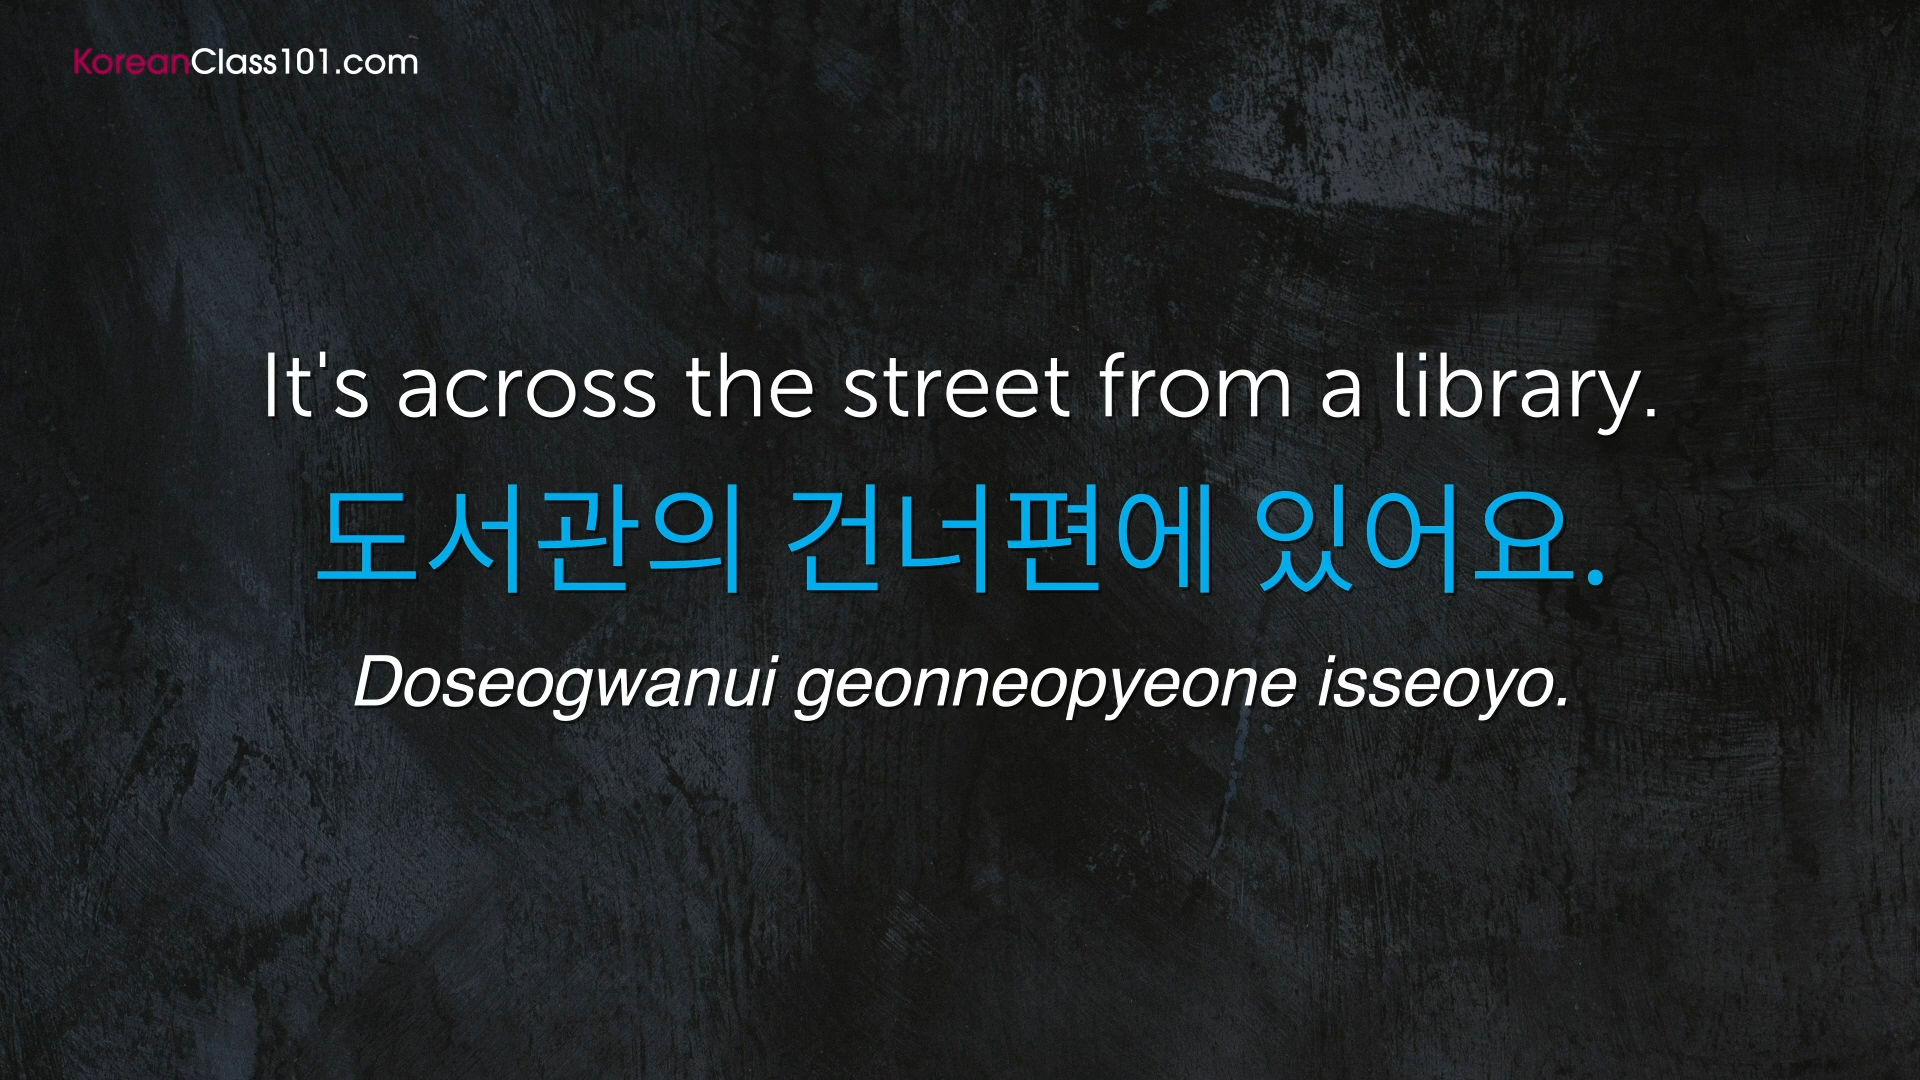 KoreanClass101.com
It's across the street from a library.
도서관의 건너편에 있어요.
Doseogwanui geonneopyeone isseoyo.